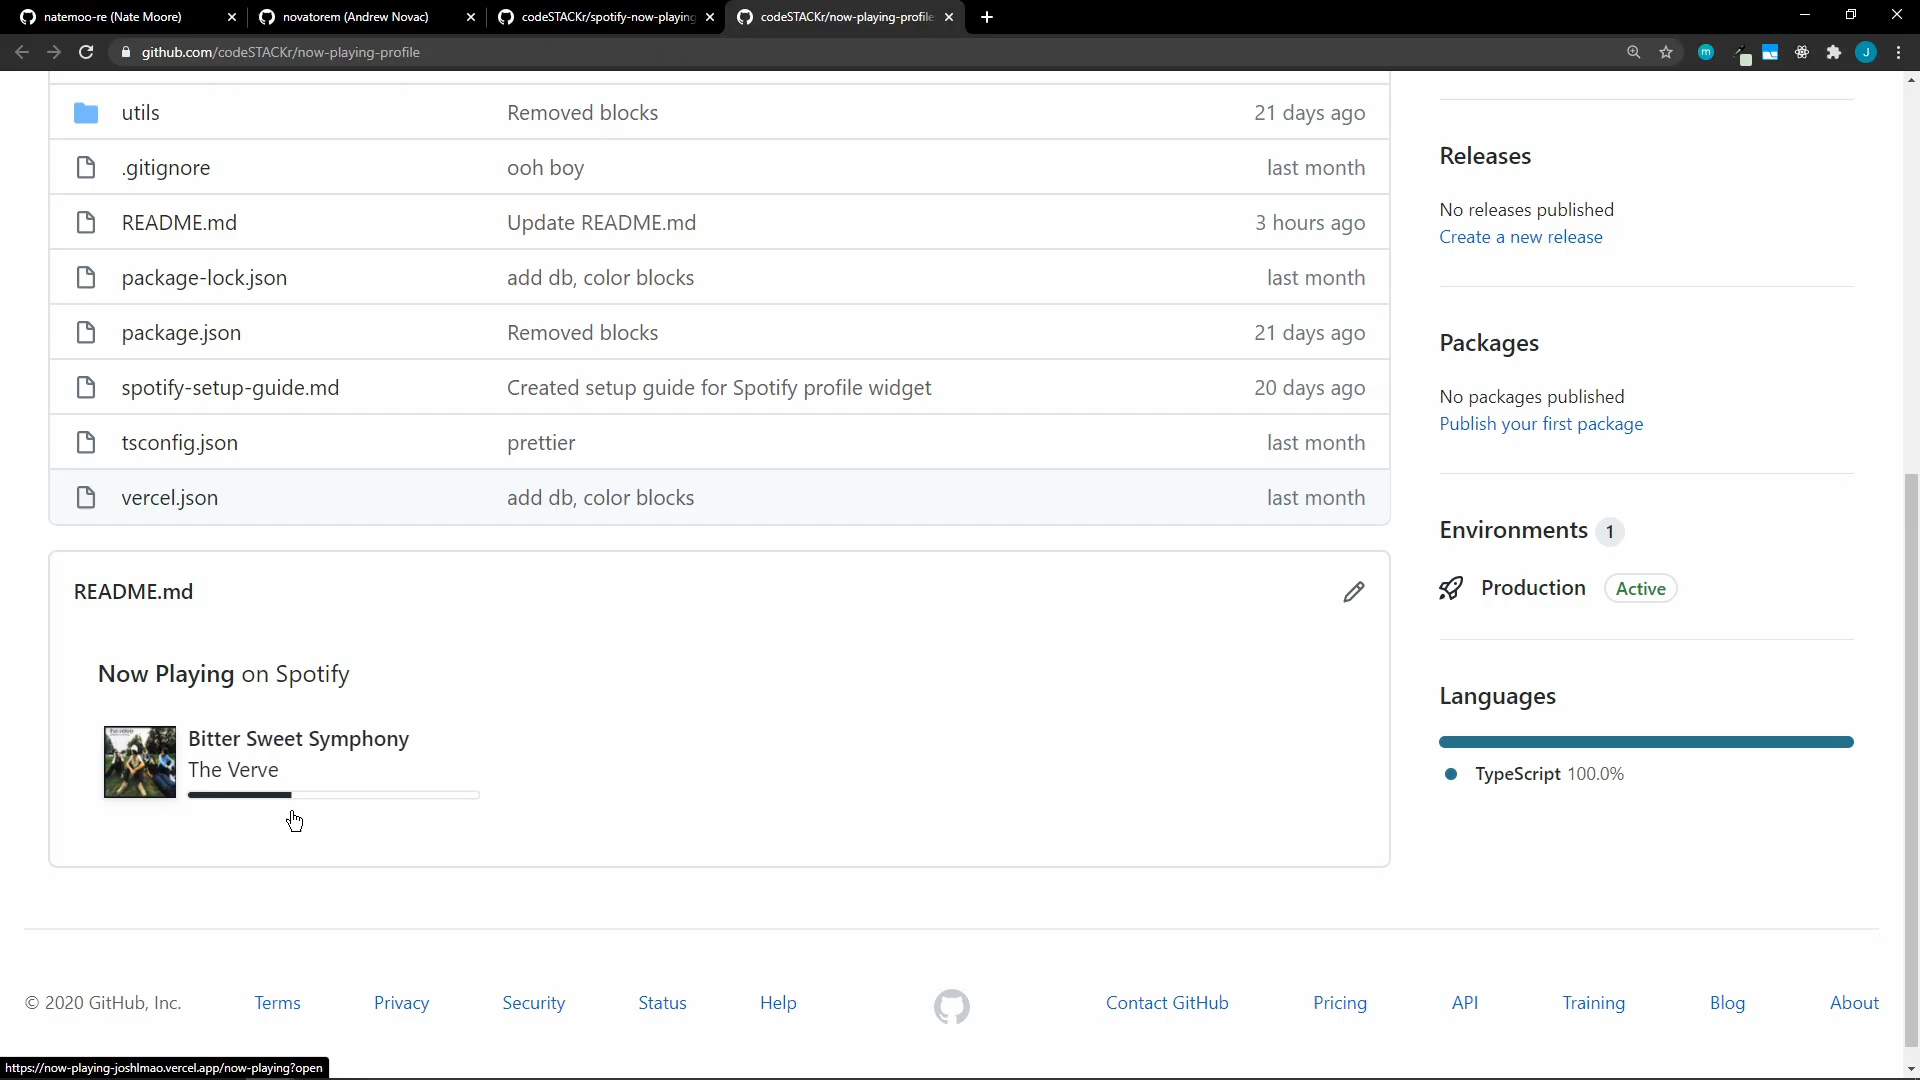 natemoo-re (Nate Moore)
novatorem (Andrew Novac)
codeSTACKr/spotify-now-playing
codeSTACKr/now-playing-profile
github.com/codeSTACKr/now-playing-profile
m
J
utils Removed blocks 21 days ago
.gitignore ooh boy last month
README.md Update README.md 3 hours ago
package-lock.json add db, color blocks last month
package.json Removed blocks 21 days ago
spotify-setup-guide.md Created setup guide for Spotify profile widget 20 days ago
tsconfig.json prettier last month
vercel.json add db, color blocks last month
README.md
Now Playing on Spotify
Bitter Sweet Symphony
The Verve
Releases
No releases published
Create a new release
Packages
No packages published
Publish your first package
Environments 1
Production Active
Languages
TypeScript 100.0%
© 2020 GitHub, Inc. Terms Privacy Security Status Help Contact GitHub Pricing API Training Blog About
https://now-playing-joshlmao.vercel.app/now-playing?open